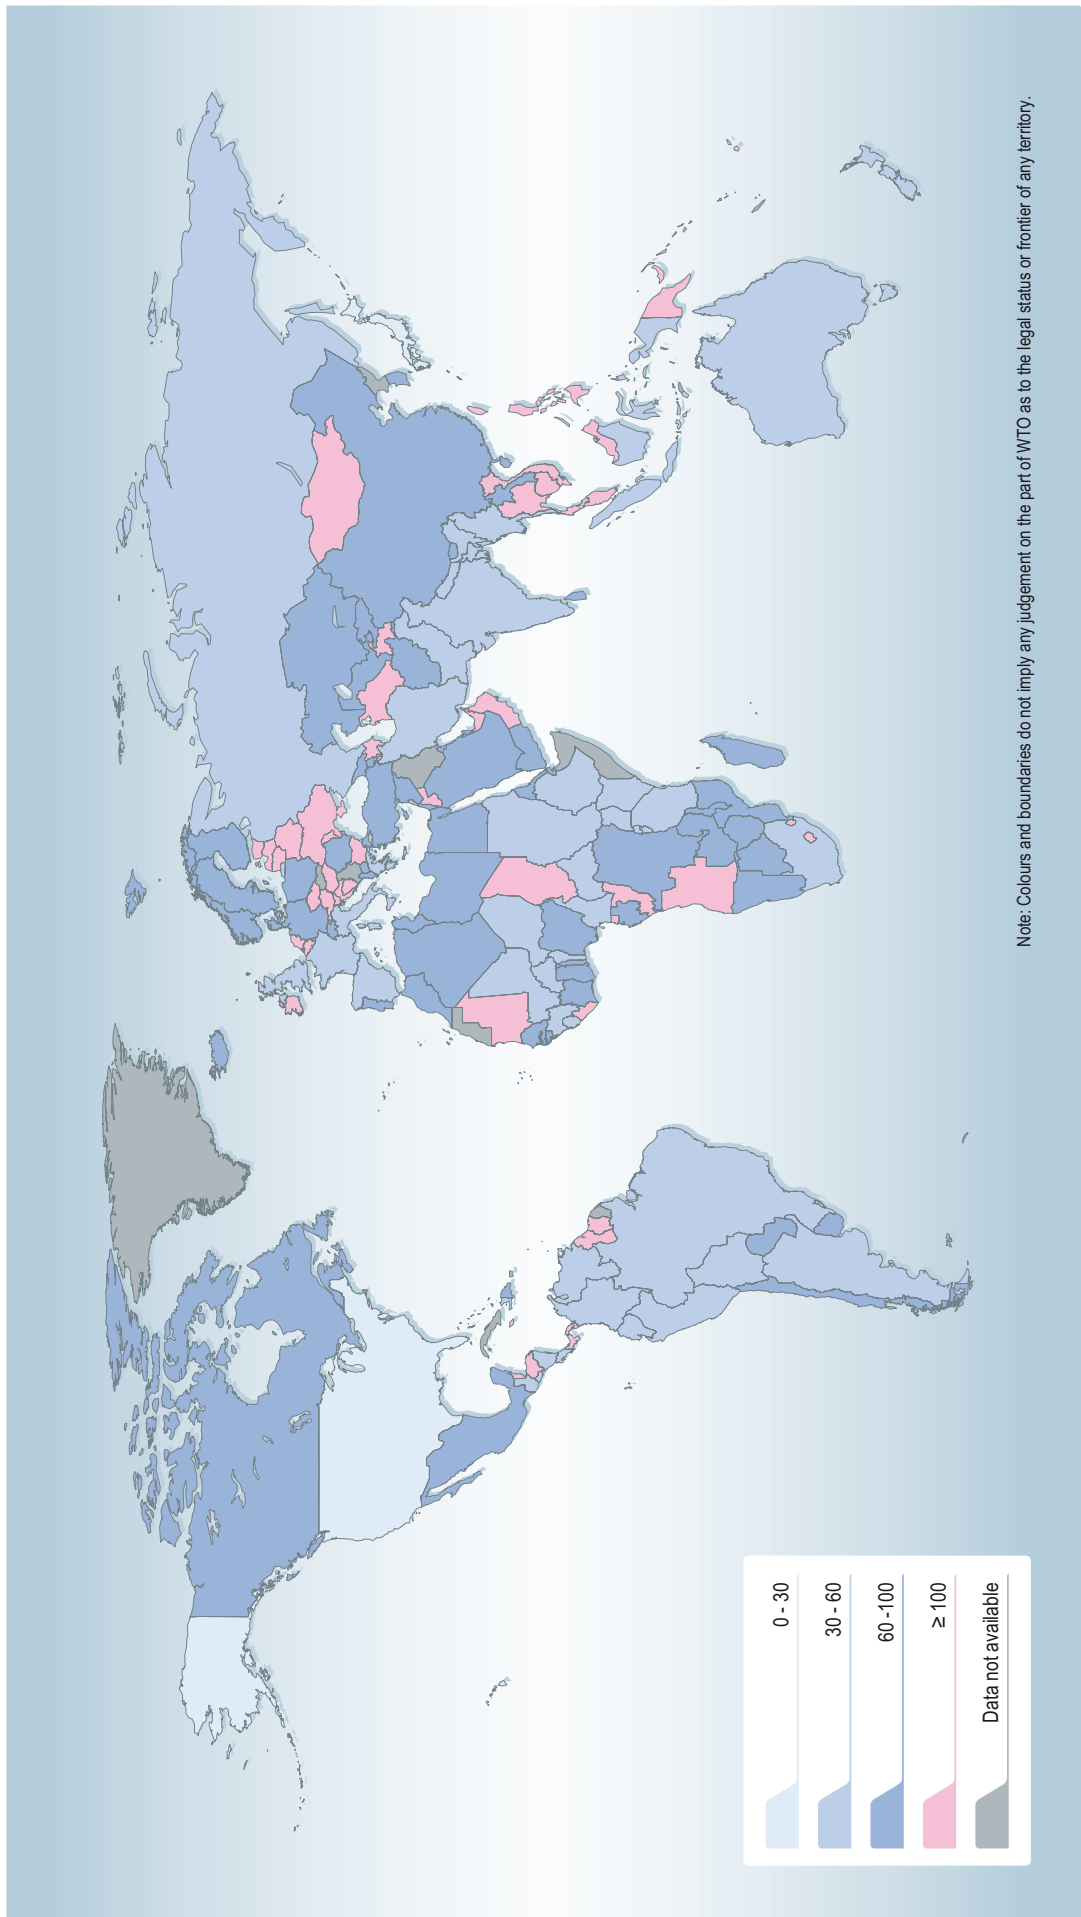 0 - 30
30 - 60
60 -100
≥ 100
Data not available
Note: Colours and boundaries do not imply any judgement on the part of WTO as to the legal status or frontier of any territory.